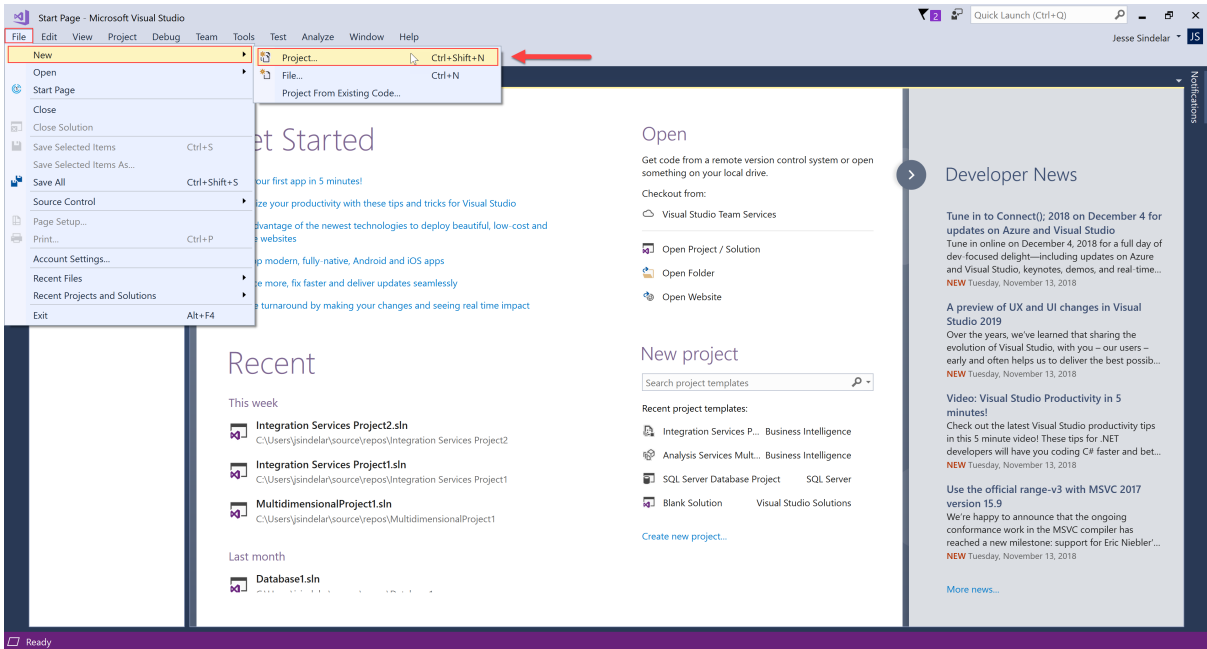 Start Page - Microsoft Visual Studio
2
Quick Launch (Ctrl+Q)
File Edit View Project Debug Team Tools Test Analyze Window Help
Jesse Sindelar JS
New
Open
Start Page
Close
Close Solution
Save Selected Items Ctrl+S
Save Selected Items As...
Save All Ctrl+Shift+S
Source Control
Page Setup...
Print... Ctrl+P
Account Settings...
Recent Files
Recent Projects and Solutions
Exit Alt+F4
Project... Ctrl+Shift+N
File... Ctrl+N
Project From Existing Code...
Notifications
et Started
our first app in 5 minutes!
ize your productivity with these tips and tricks for Visual Studio
dvantage of the newest technologies to deploy beautiful, low-cost and
websites
p modern, fully-native, Android and iOS apps
e more, fix faster and deliver updates seamlessly
turnaround by making your changes and seeing real time impact
Recent
This week
Integration Services Project2.sln
C:\Users\jsindelar\source\repos\Integration Services Project2
Integration Services Project1.sln
C:\Users\jsindelar\source\repos\Integration Services Project1
MultidimensionalProject1.sln
C:\Users\jsindelar\source\repos\MultidimensionalProject1
Last month
Database1.sln
Open
Get code from a remote version control system or open
something on your local drive.
Checkout from:
Visual Studio Team Services
Open Project / Solution
Open Folder
Open Website
New project
Search project templates
Recent project templates:
Integration Services P... Business Intelligence
Analysis Services Mult... Business Intelligence
SQL Server Database Project SQL Server
Blank Solution Visual Studio Solutions
Create new project...
Developer News
Tune in to Connect(); 2018 on December 4 for
updates on Azure and Visual Studio
Tune in online on December 4, 2018 for a full day of
dev-focused delight—including updates on Azure
and Visual Studio, keynotes, demos, and real-time...
NEW Tuesday, November 13, 2018
A preview of UX and UI changes in Visual
Studio 2019
Over the years, we've learned that sharing the
evolution of Visual Studio, with you – our users –
early and often helps us to deliver the best possib...
NEW Tuesday, November 13, 2018
Video: Visual Studio Productivity in 5
minutes!
Check out the latest Visual Studio productivity tips
in this 5 minute video! These tips for .NET
developers will have you coding C# faster and bet...
NEW Tuesday, November 13, 2018
Use the official range-v3 with MSVC 2017
version 15.9
We're happy to announce that the ongoing
conformance work in the MSVC compiler has
reached a new milestone: support for Eric Niebler'...
NEW Tuesday, November 13, 2018
More news...
Ready